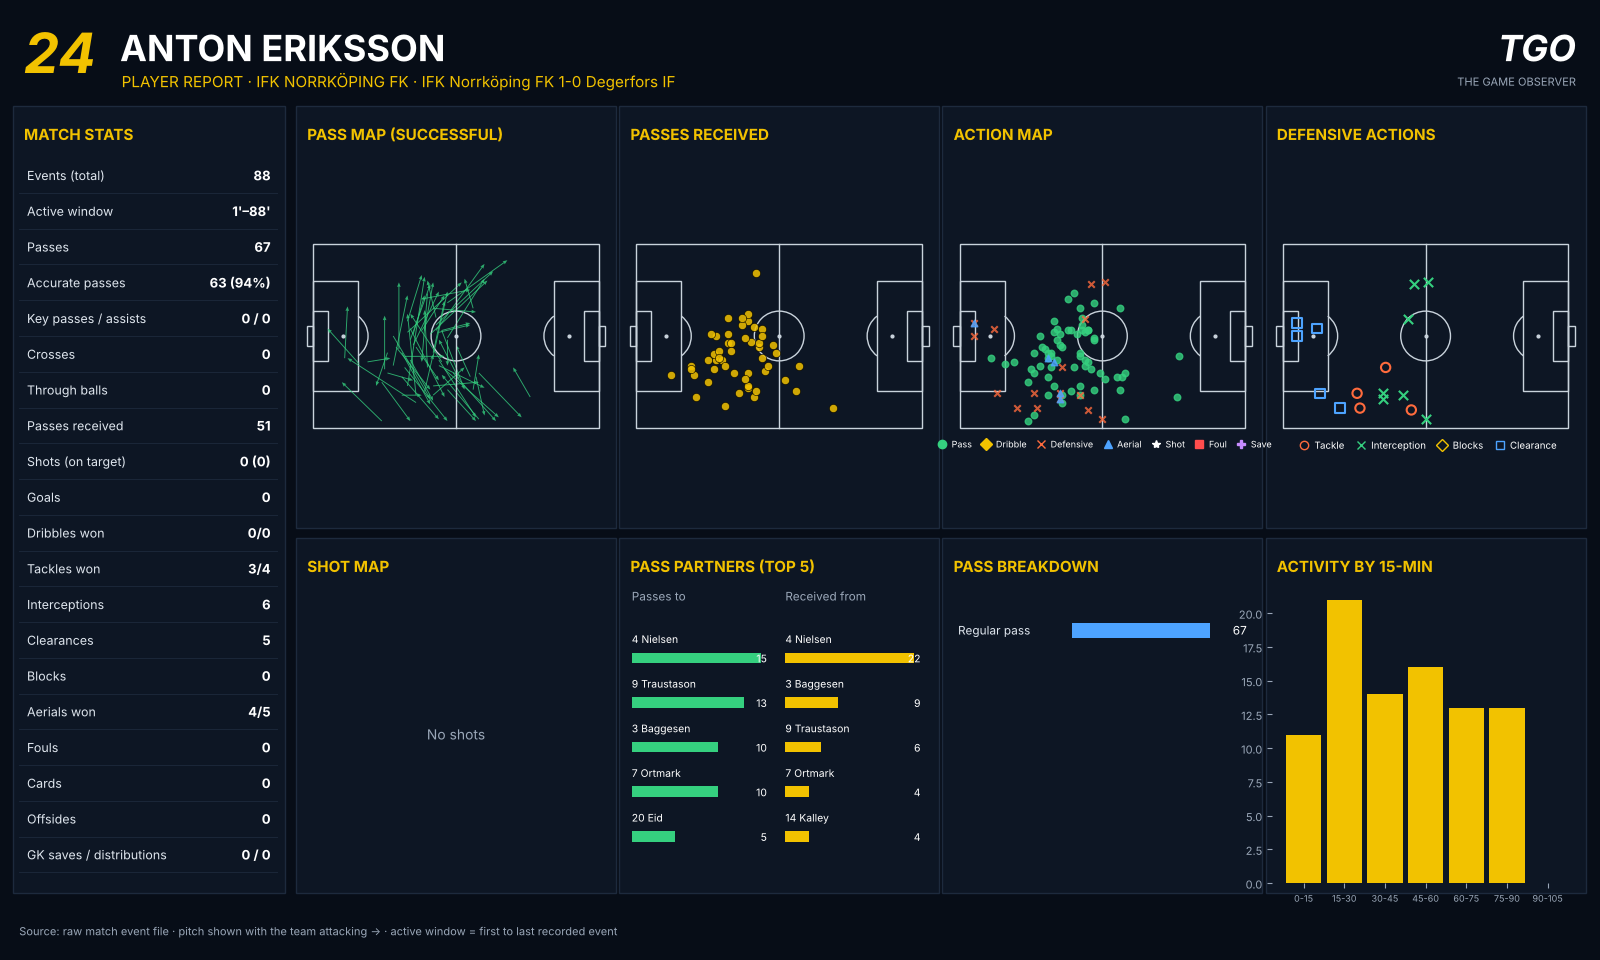 24
ANTON ERIKSSON
PLAYER REPORT · IFK NORRKÖPING FK · IFK Norrköping FK 1-0 Degerfors IF
TGO
THE GAME OBSERVER
MATCH STATS
Events (total) 88
Active window 1'–88'
Passes 67
Accurate passes 63 (94%)
Key passes / assists 0 / 0
Crosses 0
Through balls 0
Passes received 51
Shots (on target) 0 (0)
Goals 0
Dribbles won 0/0
Tackles won 3/4
Interceptions 6
Clearances 5
Blocks 0
Aerials won 4/5
Fouls 0
Cards 0
Offsides 0
GK saves / distributions 0 / 0
PASS MAP (SUCCESSFUL)
PASSES RECEIVED
ACTION MAP
Pass Dribble Defensive Aerial Shot Foul Save
DEFENSIVE ACTIONS
Tackle Interception Blocks Clearance
SHOT MAP
No shots
PASS PARTNERS (TOP 5)
Passes to Received from
4 Nielsen 4 Nielsen
15 22
9 Traustason 3 Baggesen
13 9
3 Baggesen 9 Traustason
10 6
7 Ortmark 7 Ortmark
10 4
20 Eid 14 Kalley
5 4
PASS BREAKDOWN
Regular pass 67
ACTIVITY BY 15-MIN
20.0
17.5
15.0
12.5
10.0
7.5
5.0
2.5
0.0
0-15 15-30 30-45 45-60 60-75 75-90 90-105
Source: raw match event file · pitch shown with the team attacking → · active window = first to last recorded event